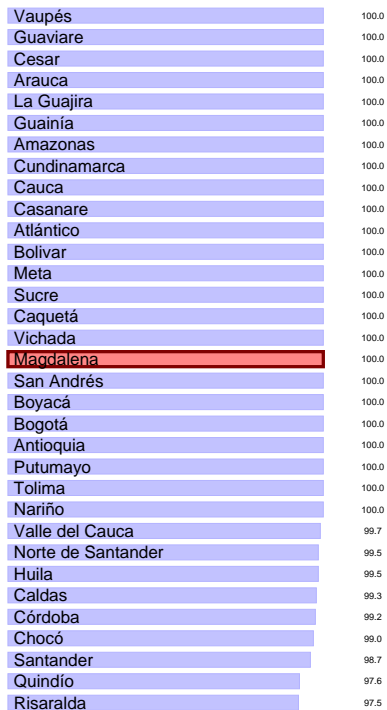 Vaupés 100.0
Guaviare 100.0
Cesar 100.0
Arauca 100.0
La Guajira 100.0
Guainía 100.0
Amazonas 100.0
Cundinamarca 100.0
Cauca 100.0
Casanare 100.0
Atlántico 100.0
Bolivar 100.0
Meta 100.0
Sucre 100.0
Caquetá 100.0
Vichada 100.0
Magdalena 100.0
San Andrés 100.0
Boyacá 100.0
Bogotá 100.0
Antioquia 100.0
Putumayo 100.0
Tolima 100.0
Nariño 100.0
Valle del Cauca 99.7
Norte de Santander 99.5
Huila 99.5
Caldas 99.3
Córdoba 99.2
Chocó 99.0
Santander 98.7
Quindío 97.6
Risaralda 97.5